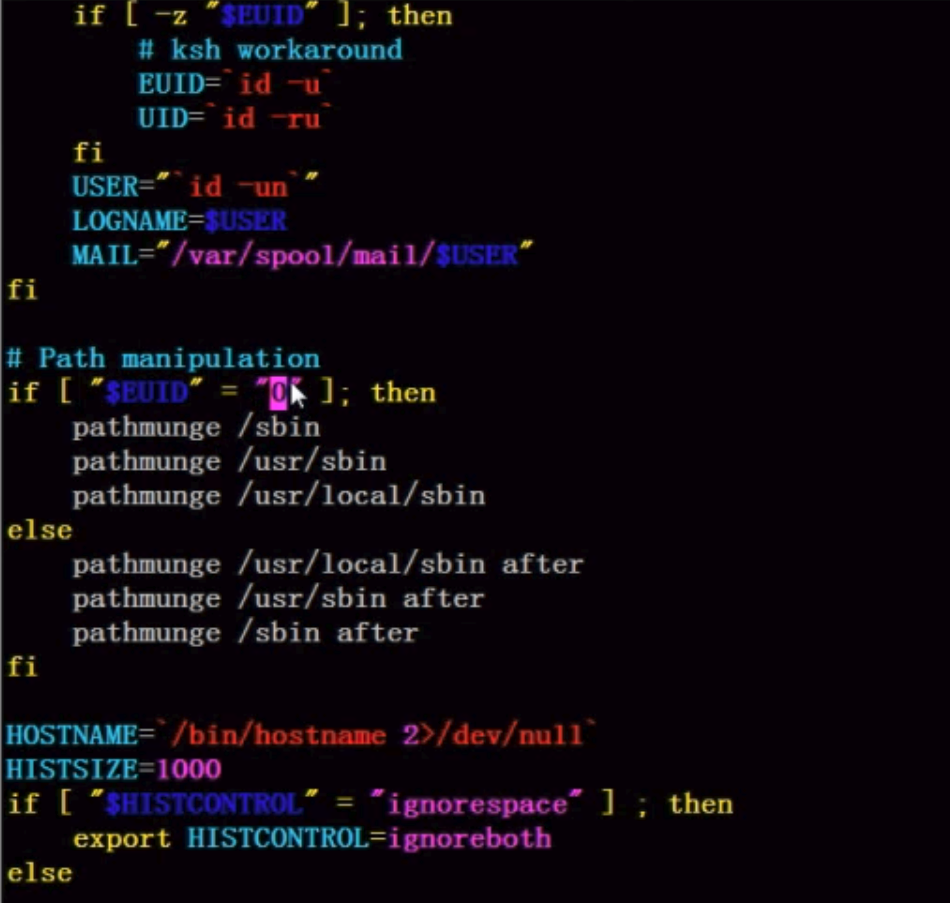 if [ -z "$EUID" ]; then
# ksh workaround
EUID=`id -u`
UID=`id -ru`
fi
USER="`id -un`"
LOGNAME=$USER
MAIL="/var/spool/mail/$USER"
fi
# Path manipulation
if [ "$EUID" = "0" ]; then
pathmunge /sbin
pathmunge /usr/sbin
pathmunge /usr/local/sbin
else
pathmunge /usr/local/sbin after
pathmunge /usr/sbin after
pathmunge /sbin after
fi
HOSTNAME=`/bin/hostname 2>/dev/null`
HISTSIZE=1000
if [ "$HISTCONTROL" = "ignorespace" ] ; then
export HISTCONTROL=ignoreboth
else